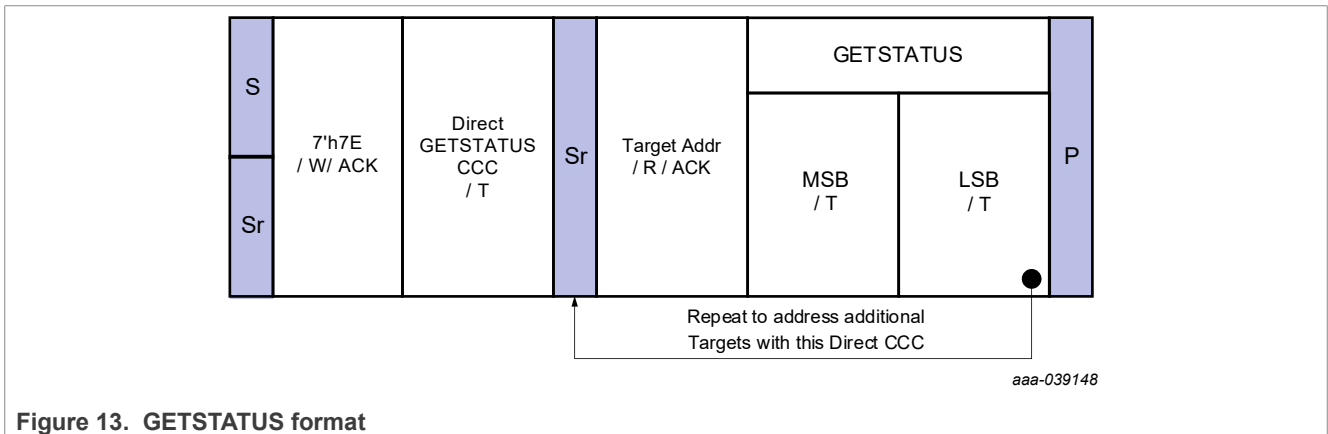 S
Sr
7'h7E
/ W/ ACK
Direct
GETSTATUS
CCC
/ T
Sr
Target Addr
/ R / ACK
GETSTATUS
MSB
/ T
LSB
/ T
P
Repeat to address additional
Targets with this Direct CCC
aaa-039148
Figure 13. GETSTATUS format